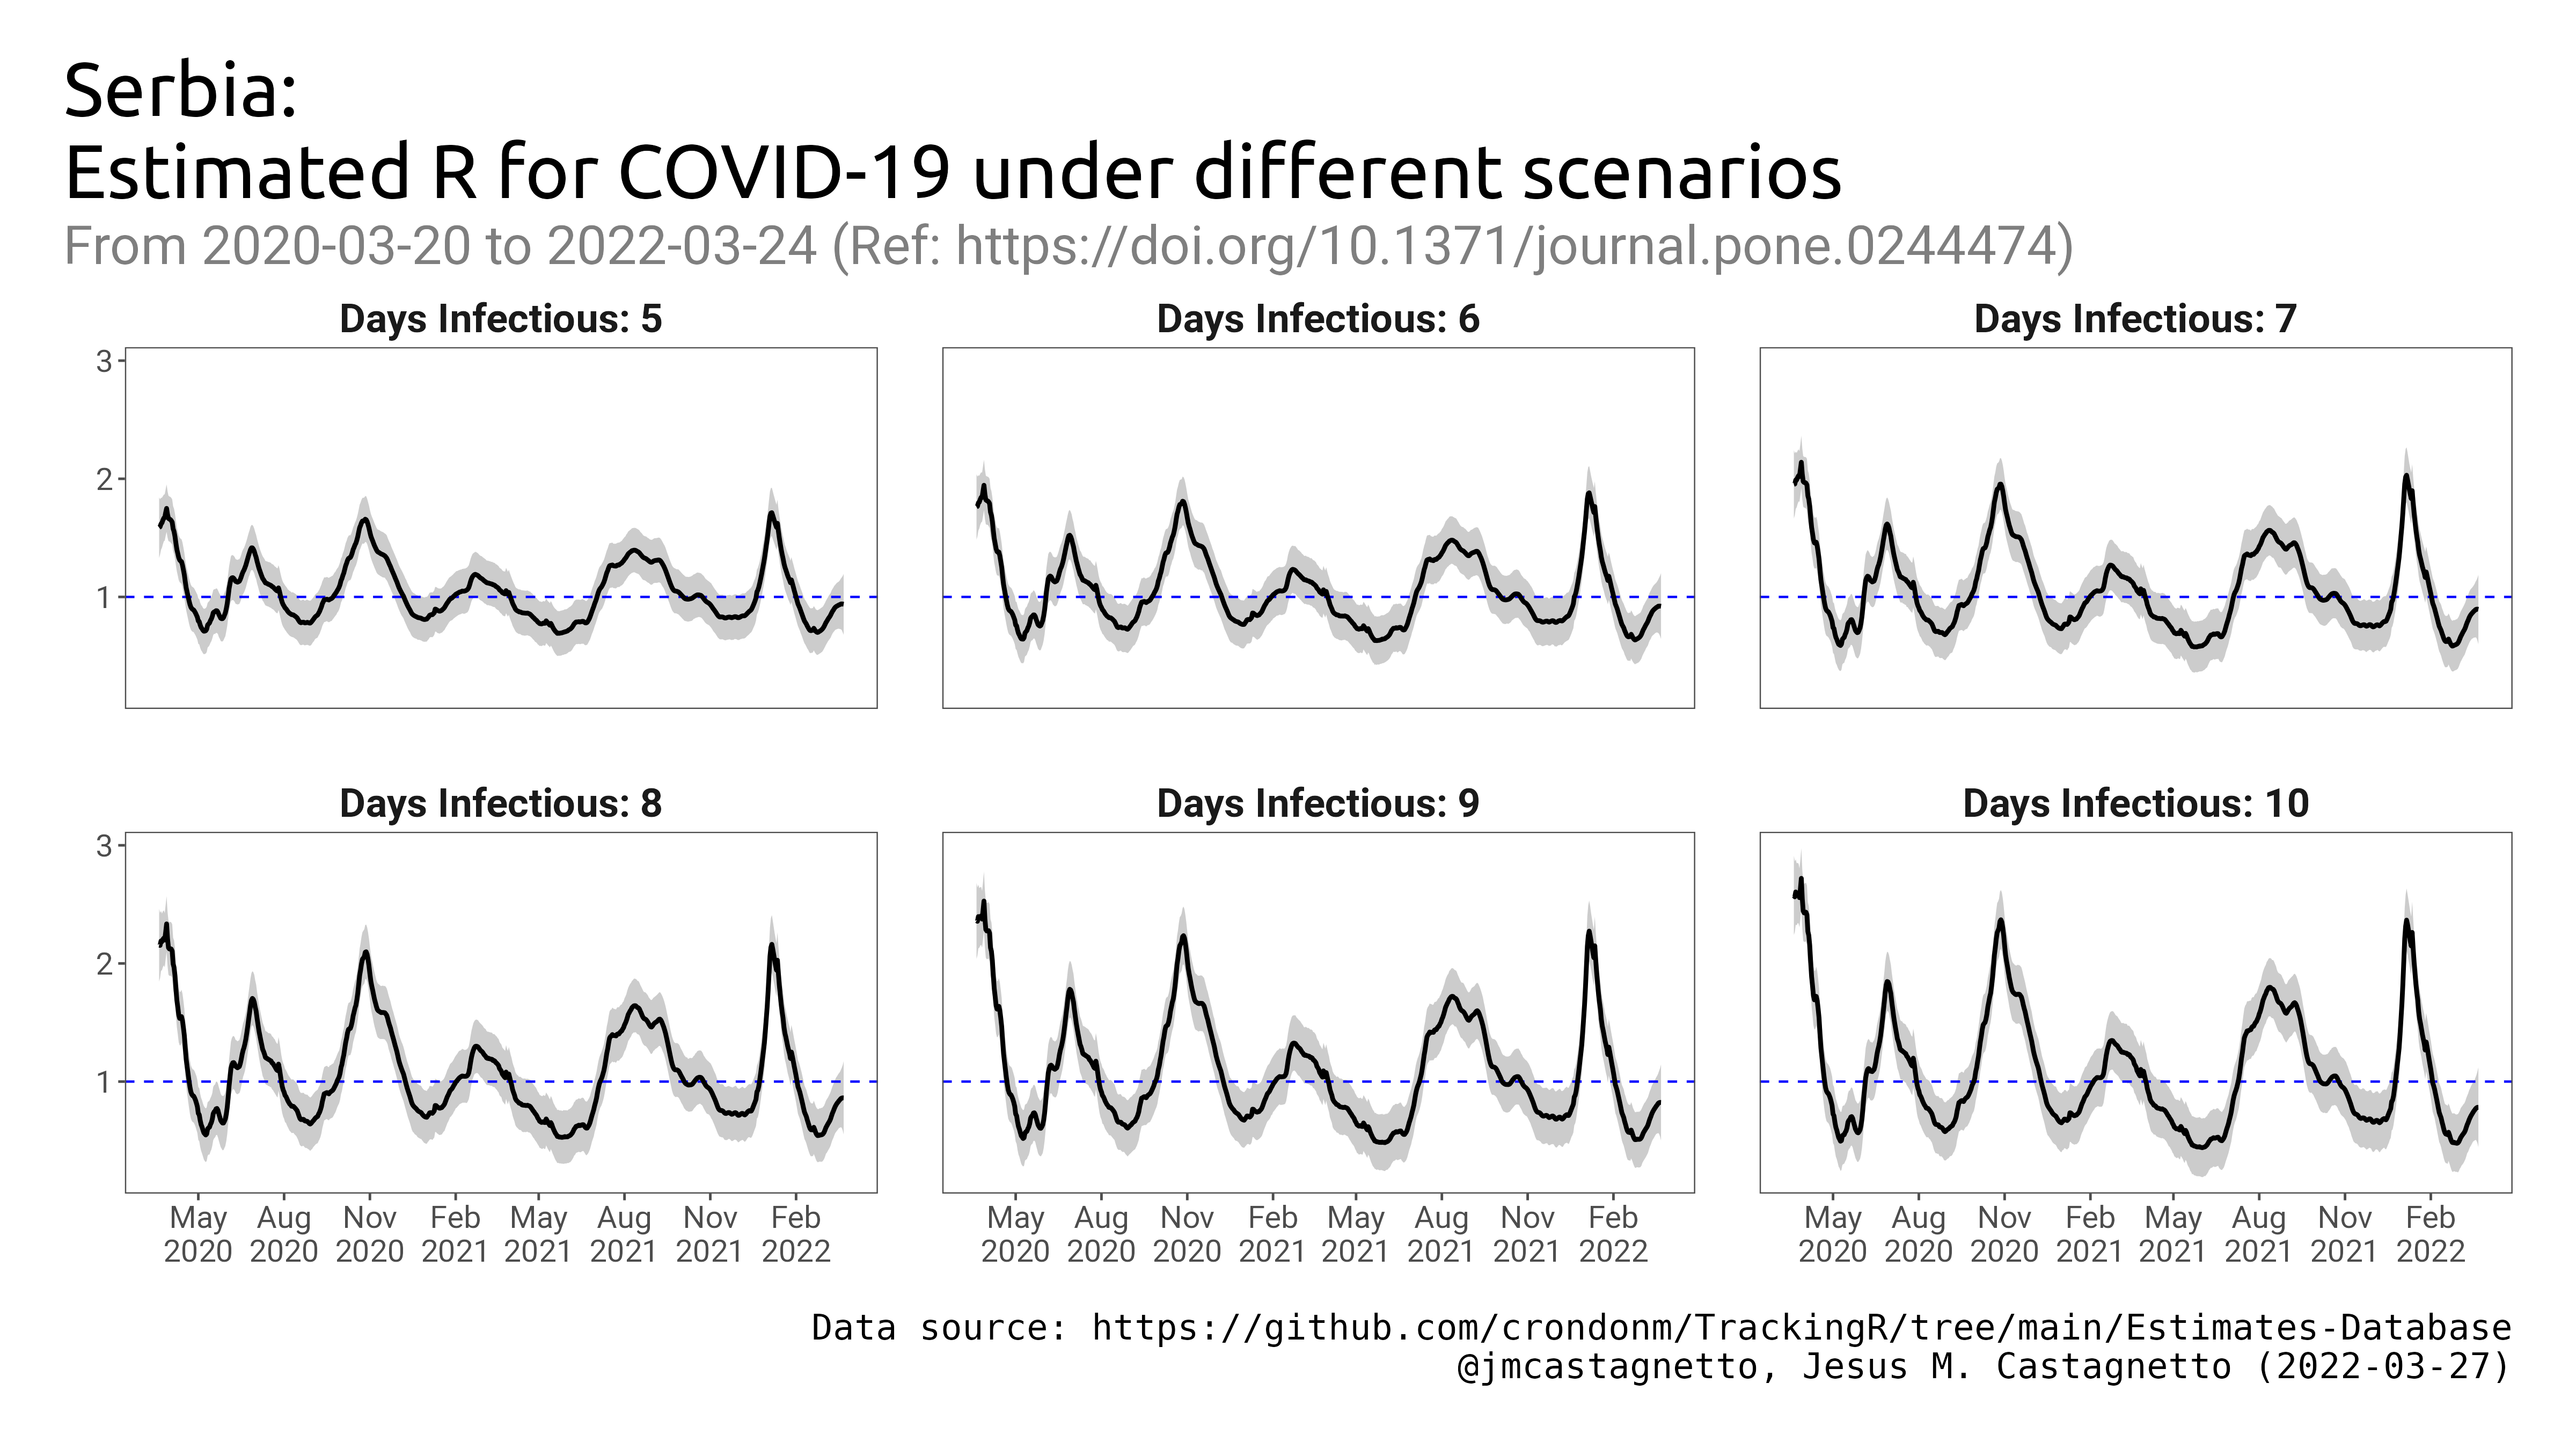 Serbia:
Estimated R for COVID-19 under different scenarios
From 2020-03-20 to 2022-03-24 (Ref: https://doi.org/10.1371/journal.pone.0244474)
Days Infectious: 5
Days Infectious: 6
Days Infectious: 7
3
2
1
Days Infectious: 8
Days Infectious: 9
Days Infectious: 10
3
2
1
May Aug Nov Feb May Aug Nov Feb
2020 2020 2020 2021 2021 2021 2021 2022
May Aug Nov Feb May Aug Nov Feb
2020 2020 2020 2021 2021 2021 2021 2022
May Aug Nov Feb May Aug Nov Feb
2020 2020 2020 2021 2021 2021 2021 2022
Data source: https://github.com/crondonm/TrackingR/tree/main/Estimates-Database
@jmcastagnetto, Jesus M. Castagnetto (2022-03-27)